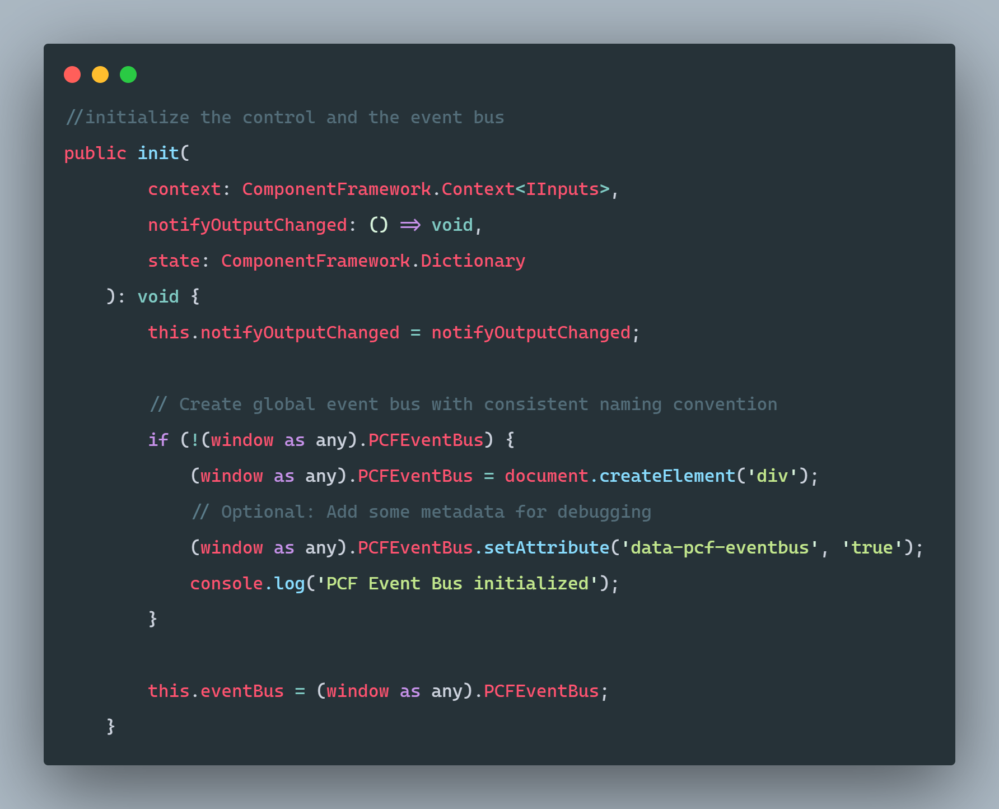 //initialize the control and the event bus
public init(
        context: ComponentFramework.Context<IInputs>,
        notifyOutputChanged: () => void,
        state: ComponentFramework.Dictionary
    ): void {
        this.notifyOutputChanged = notifyOutputChanged;

        // Create global event bus with consistent naming convention
        if (!(window as any).PCFEventBus) {
            (window as any).PCFEventBus = document.createElement('div');
            // Optional: Add some metadata for debugging
            (window as any).PCFEventBus.setAttribute('data-pcf-eventbus', 'true');
            console.log('PCF Event Bus initialized');
        }

        this.eventBus = (window as any).PCFEventBus;
    }